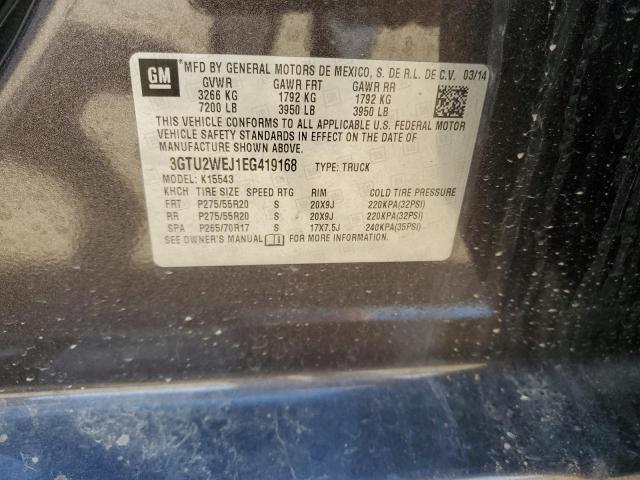 GM
MFD BY GENERAL MOTORS DE MEXICO, S. DE R.L. DE C.V. 03/14
GVWR GAWR FRT GAWR RR
3266 KG 1792 KG 1792 KG
7200 LB 3950 LB 3950 LB
THIS VEHICLE CONFORMS TO ALL APPLICABLE U.S. FEDERAL MOTOR
VEHICLE SAFETY STANDARDS IN EFFECT ON THE DATE OF
MANUFACTURE SHOWN ABOVE.
3GTU2WEJ1EG419168 TYPE: TRUCK
MODEL: K15543
KHCH TIRE SIZE SPEED RTG RIM COLD TIRE PRESSURE
FRT P275/55R20 S 20X9J 220KPA(32PSI)
RR P275/55R20 S 20X9J 220KPA(32PSI)
SPA P265/70R17 S 17X7.5J 240KPA(35PSI)
SEE OWNER'S MANUAL FOR MORE INFORMATION.